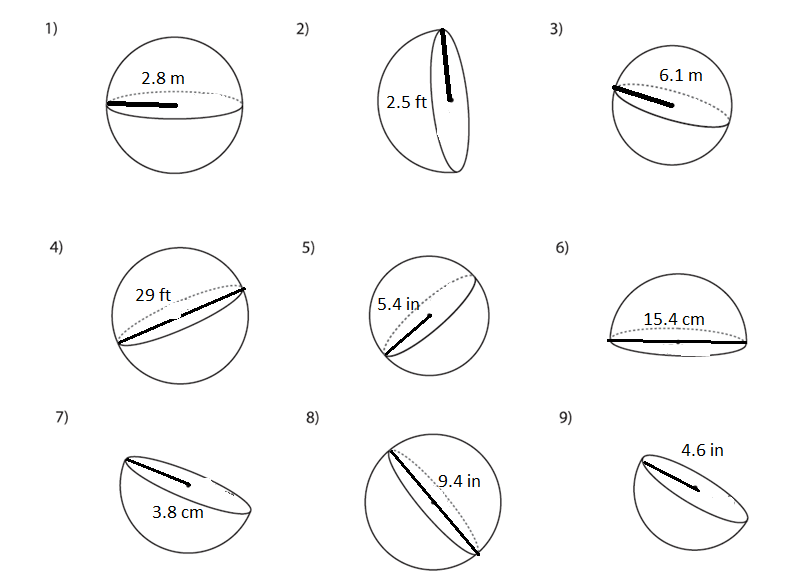 1)
2.8 m
2)
2.5 ft
3)
6.1 m
4)
29 ft
5)
5.4 in
6)
15.4 cm
7)
3.8 cm
8)
9.4 in
9)
4.6 in